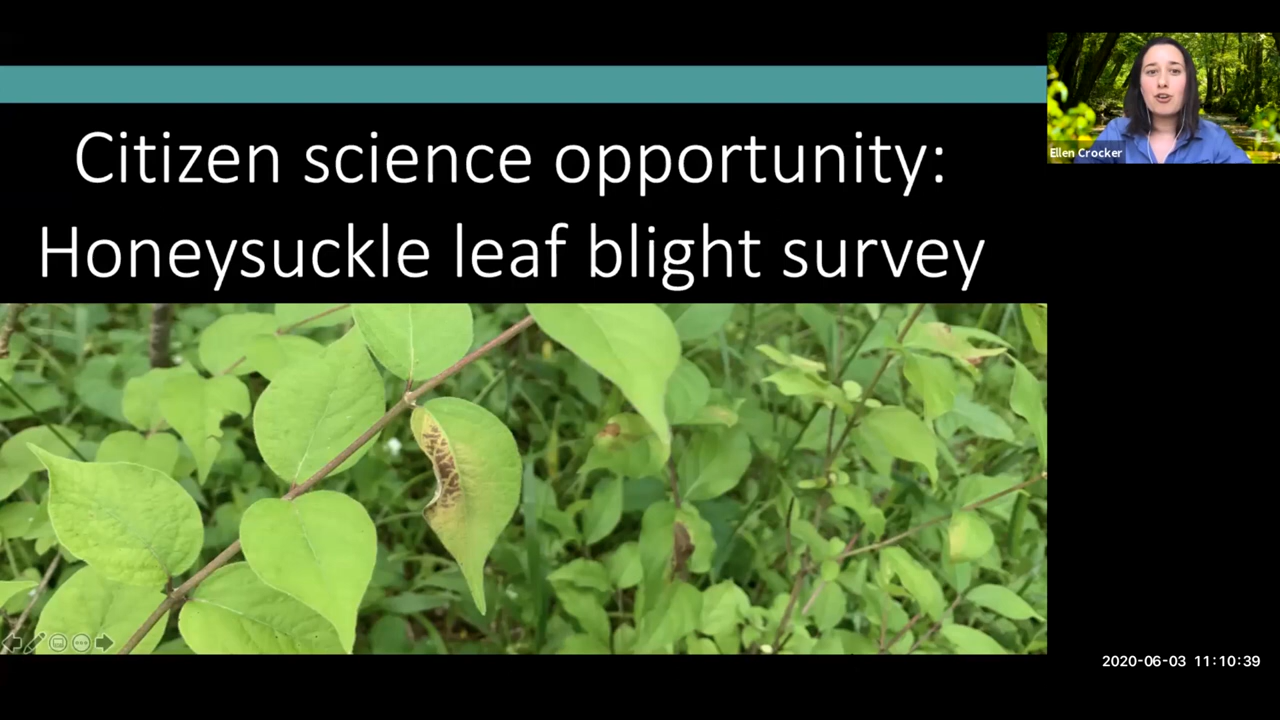 Citizen science opportunity:
Honeysuckle leaf blight survey
Ellen Crocker
2020-06-03 11:10:39